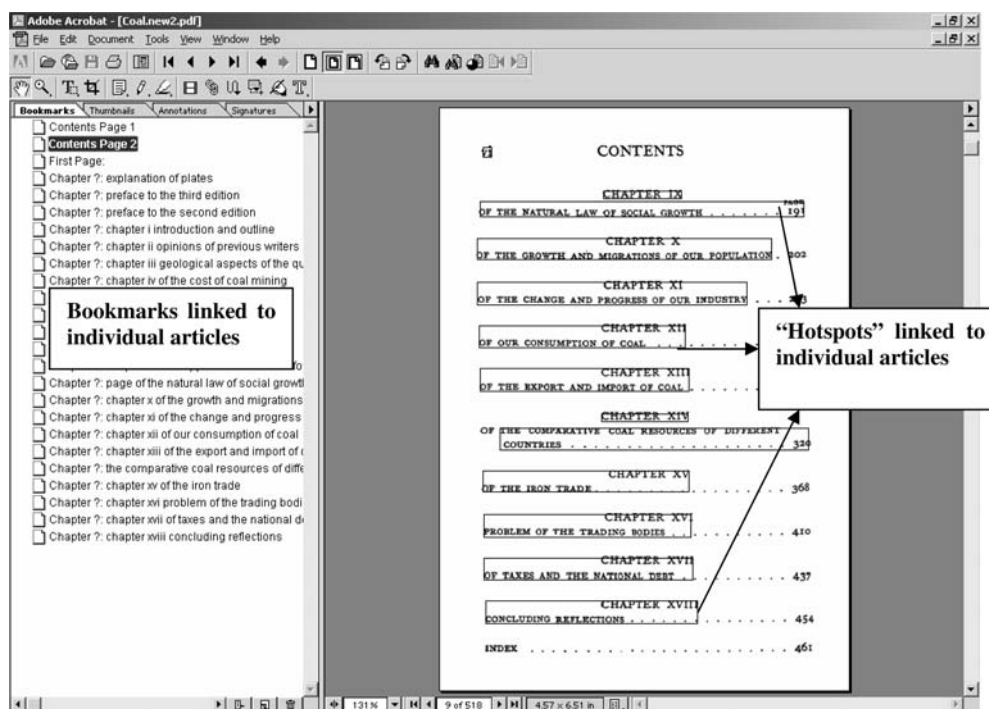 Adobe Acrobat - [Coal.new2.pdf]
File Edit Document Tools View Window Help
Bookmarks Thumbnails Annotations Signatures
Contents Page 1
Contents Page 2
First Page:
Chapter ?: explanation of plates
Chapter ?: preface to the third edition
Chapter ?: preface to the second edition
Chapter ?: chapter i introduction and outline
Chapter ?: chapter ii opinions of previous writers
Chapter ?: chapter iii geological aspects of the qu
Chapter ?: chapter iv of the cost of coal mining
Bookmarks linked to
individual articles
fo
Chapter ?: page of the natural law of social growth
Chapter ?: chapter x of the growth and migrations
Chapter ?: chapter xi of the change and progress
Chapter ?: chapter xii of our consumption of coal
Chapter ?: chapter xiii of the export and import of c
Chapter ?: the comparative coal resources of diffe
Chapter ?: chapter xv of the iron trade
Chapter ?: chapter xvi problem of the trading bodi
Chapter ?: chapter xvii of taxes and the national de
Chapter ?: chapter xviii concluding reflections
CONTENTS
CHAPTER IX
PAGE
OF THE NATURAL LAW OF SOCIAL GROWTH . . . . . . . 191
CHAPTER X
OF THE GROWTH AND MIGRATIONS OF OUR POPULATION . 202
CHAPTER XI
OF THE CHANGE AND PROGRESS OF OUR INDUSTRY . . .
CHAPTER XII
OF OUR CONSUMPTION OF COAL . . . . . . . .
CHAPTER XIII
OF THE EXPORT AND IMPORT OF COAL . . . . . .
CHAPTER XIV
OF THE COMPARATIVE COAL RESOURCES OF DIFFERENT
COUNTRIES . . . . . . . . . . . . . . . . 320
CHAPTER XV
OF THE IRON TRADE . . . . . . . . . . . . . . 368
CHAPTER XVI
PROBLEM OF THE TRADING BODIES . . . . . . . . . . 410
CHAPTER XVII
OF TAXES AND THE NATIONAL DEBT . . . . . . . . . . 437
CHAPTER XVIII
CONCLUDING REFLECTIONS . . . . . . . . . . . . . 454
INDEX . . . . . . . . . . . . . . . . . . . 461
“Hotspots” linked to
individual articles
131% 9 of 518 4.57 x 6.51 in